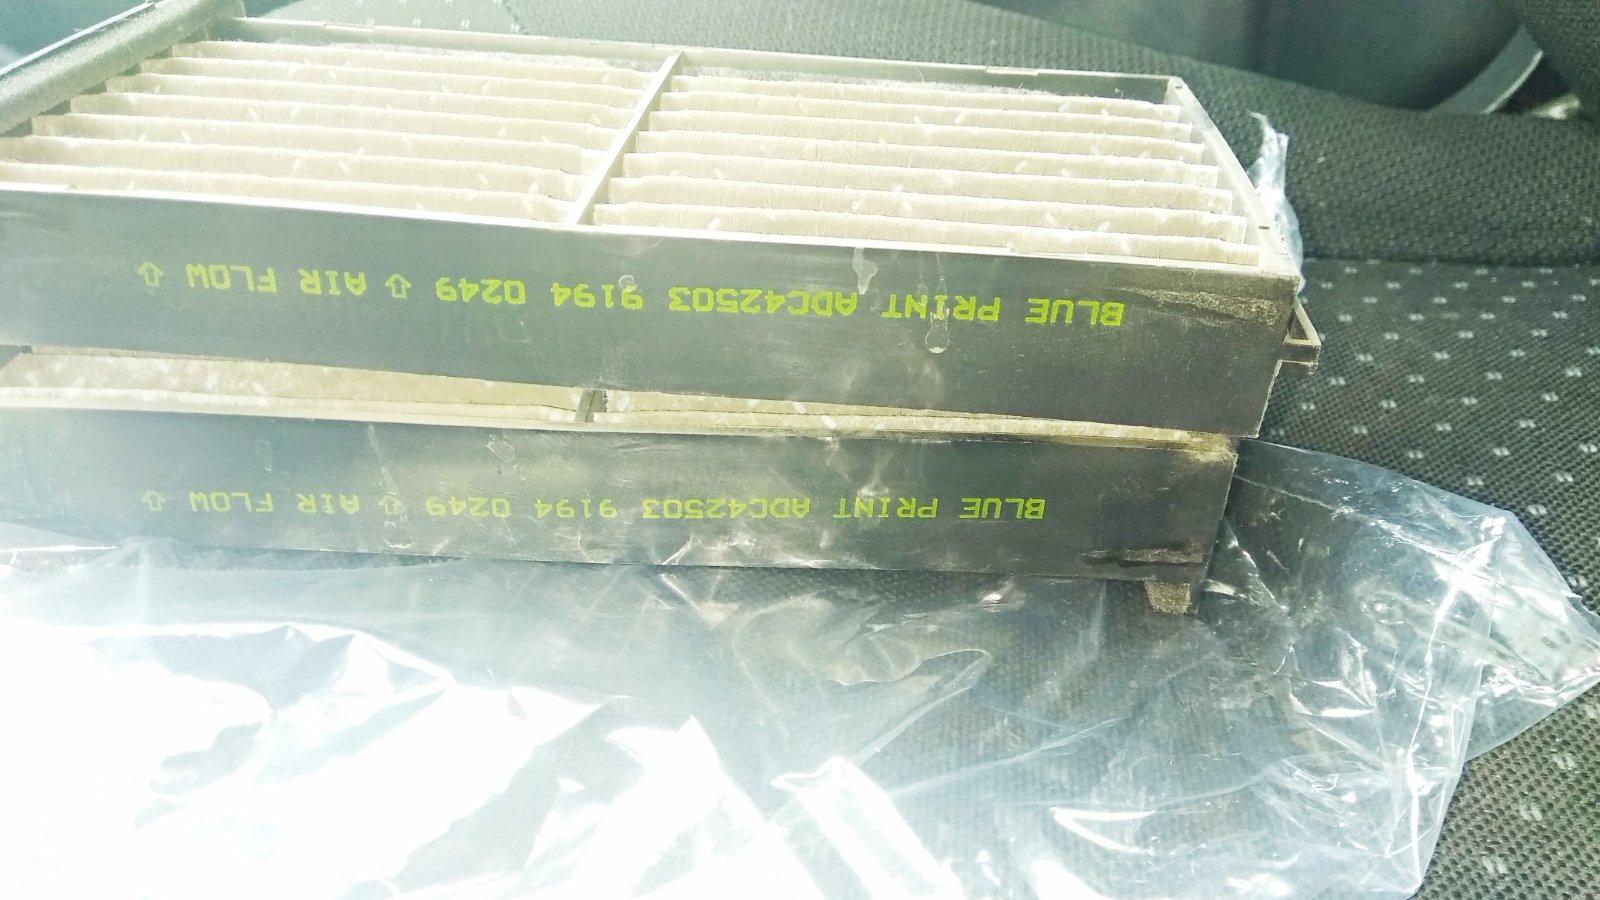 BLUE PRINT ADC42503 9194 0249 ⇩ AIR FLOW ⇩
BLUE PRINT ADC42503 9194 0249 ⇩ AIR FLOW ⇩